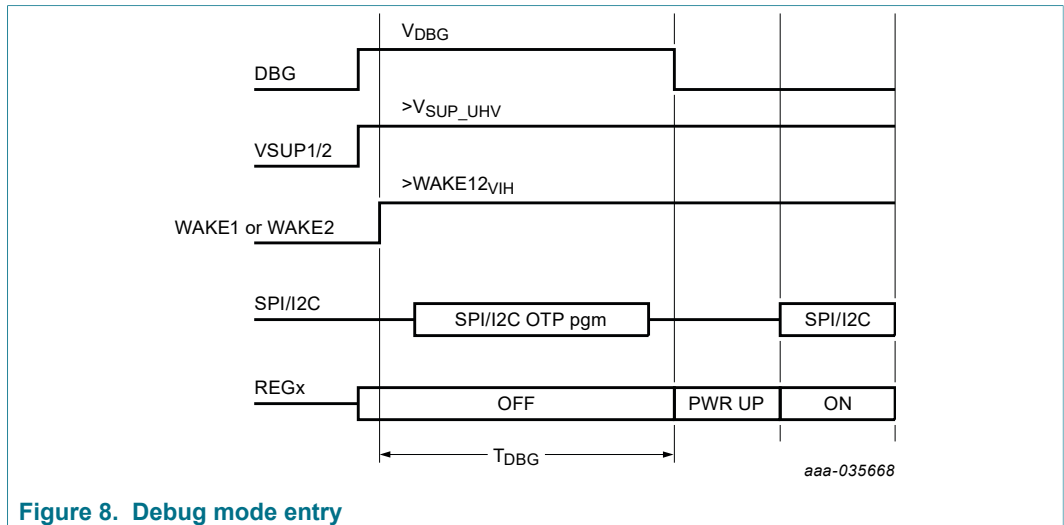 VDBG
DBG
>VSUP_UHV
VSUP1/2
>WAKE12VIH
WAKE1 or WAKE2
SPI/I2C
SPI/I2C OTP pgm
SPI/I2C
REGx
OFF
PWR UP
ON
TDBG
aaa-035668
Figure 8. Debug mode entry